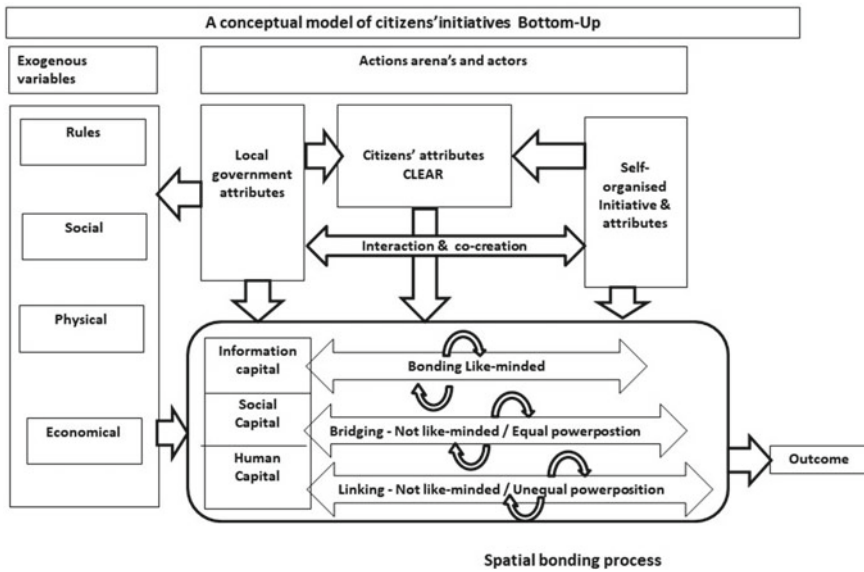 A conceptual model of citizens'initiatives Bottom-Up
Exogenous
variables
Actions arena's and actors
Rules
Social
Physical
Economical
Local
government
attributes
Citizens' attributes
CLEAR
Self-
organised
Initiative &
attributes
Interaction & co-creation
Information
capital
Social
Capital
Human
Capital
Bonding Like-minded
Bridging - Not like-minded / Equal powerpostion
Linking - Not like-minded / Unequal powerposition
Outcome
Spatial bonding process